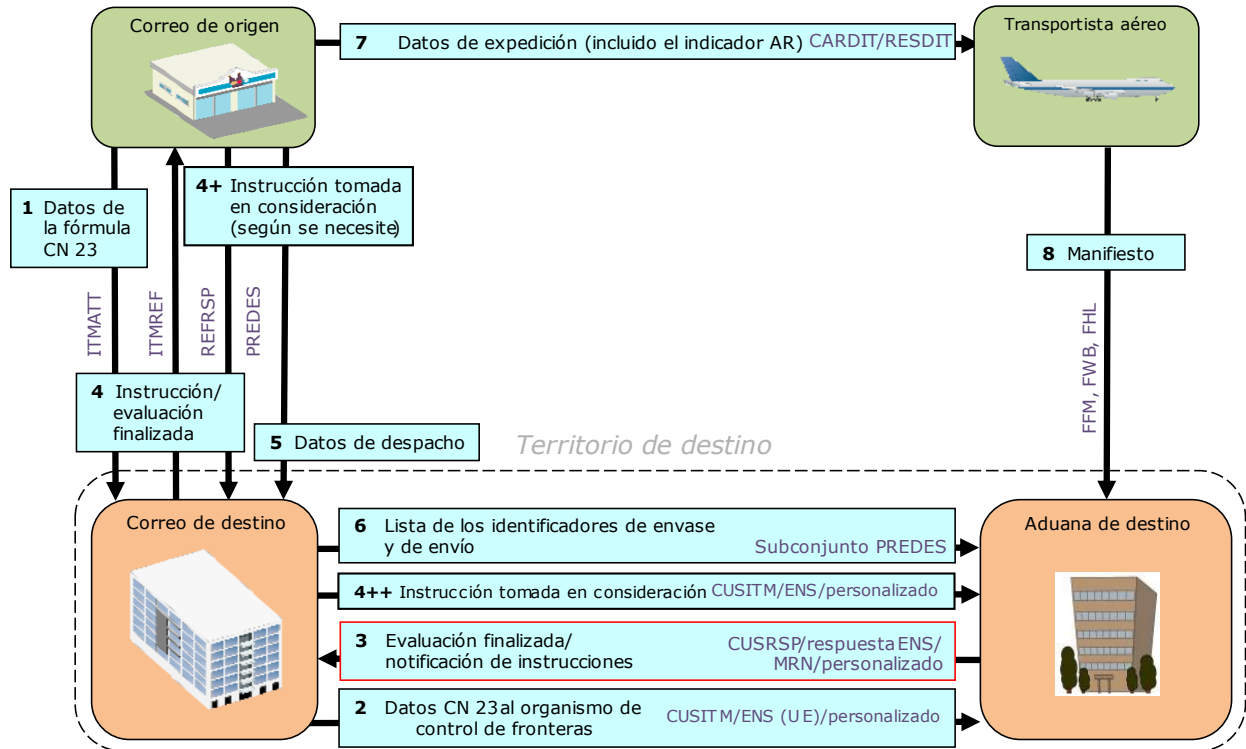 Correo de origen
7 Datos de expedición (incluido el indicador AR) CARDIT/RESDIT
Transportista aéreo
4+ Instrucción tomada
en consideración
(según se necesite)
1 Datos de
la fórmula
CN 23
8 Manifiesto
ITMATT
ITMREF
REFRSP
PREDES
FFM, FWB, FHL
4 Instrucción/
evaluación
finalizada
5 Datos de despacho
Territorio de destino
Correo de destino
6 Lista de los identificadores de envase
y de envío Subconjunto PREDES
Aduana de destino
4++ Instrucción tomada en consideración CUSITM/ENS/personalizado
3 Evaluación finalizada/ CUSRSP/respuesta ENS/
notificación de instrucciones MRN/personalizado
2 Datos CN 23 al organismo de CUSITM/ENS (UE)/personalizado
control de fronteras